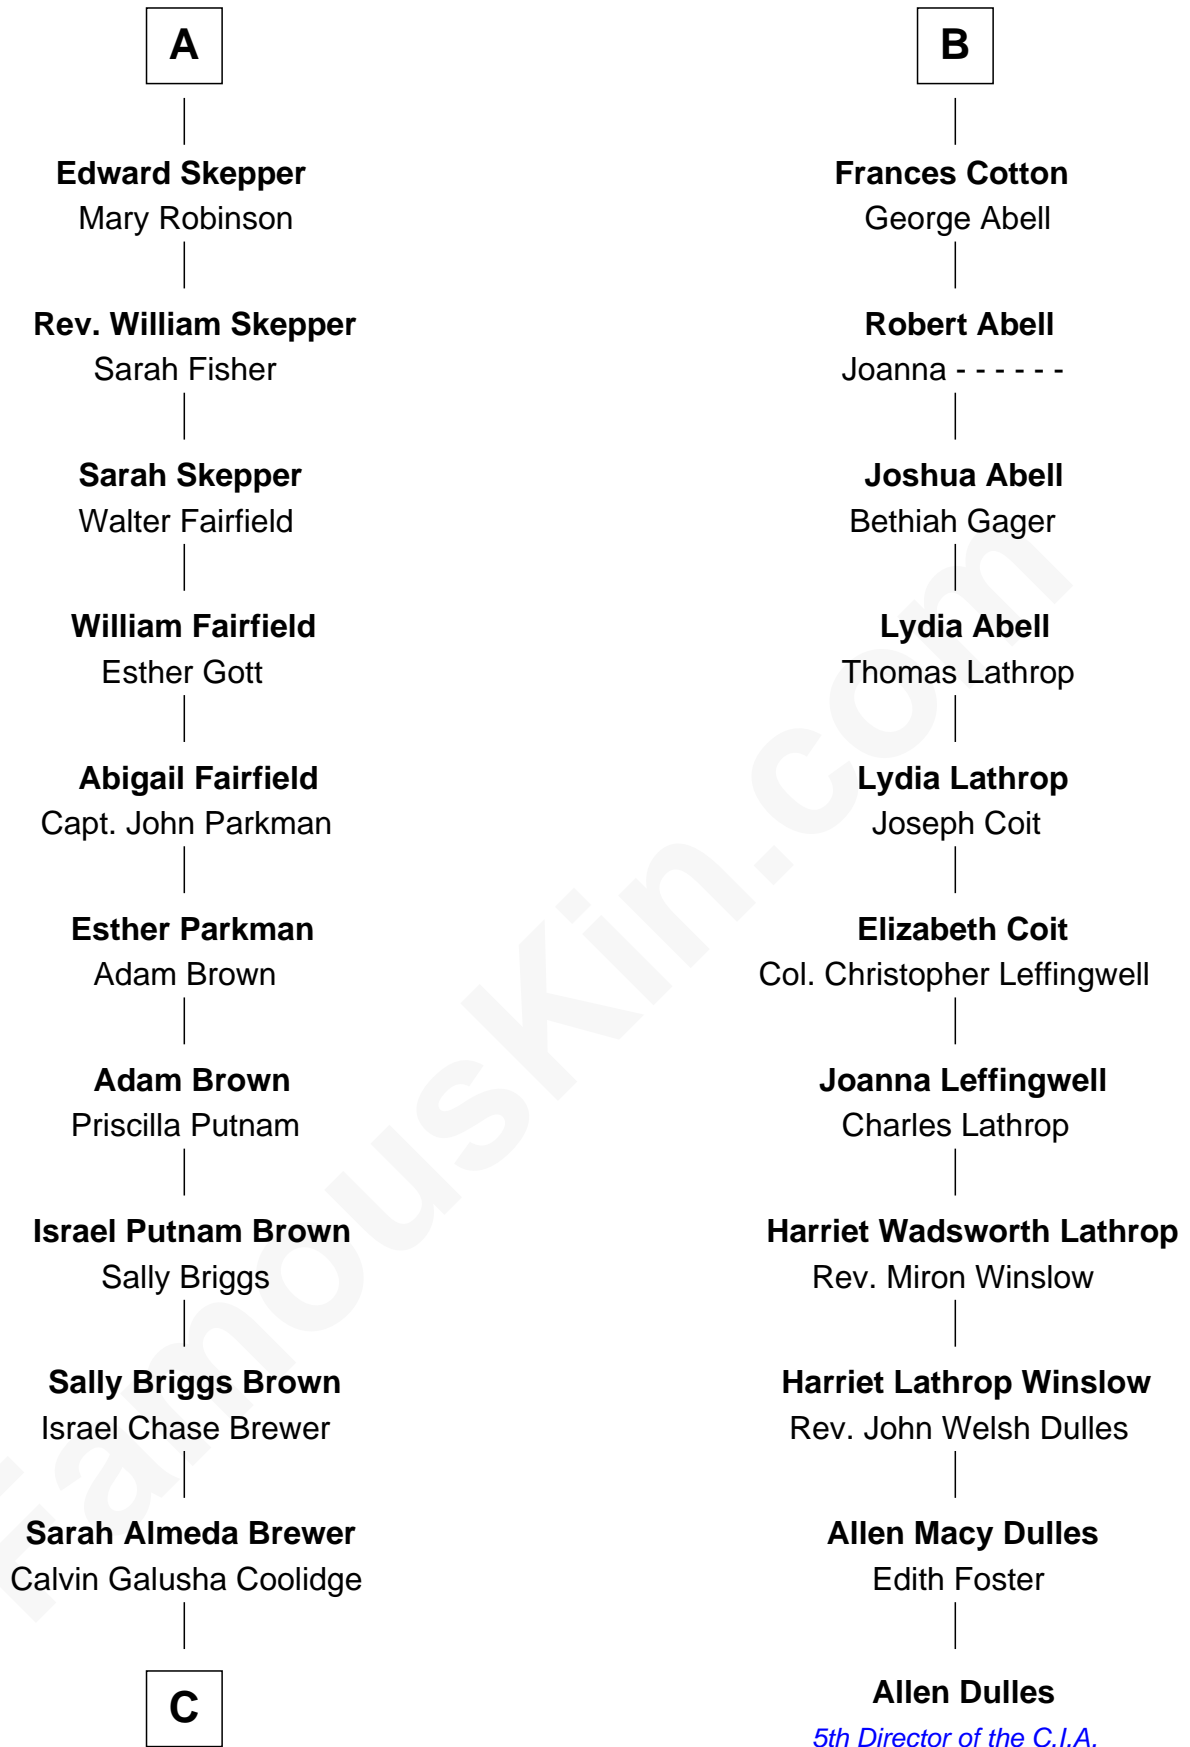 A
Edward Skepper
Mary Robinson
Rev. William Skepper
Sarah Fisher
Sarah Skepper
Walter Fairfield
William Fairfield
Esther Gott
Abigail Fairfield
Capt. John Parkman
Esther Parkman
Adam Brown
Adam Brown
Priscilla Putnam
Israel Putnam Brown
Sally Briggs
Sally Briggs Brown
Israel Chase Brewer
Sarah Almeda Brewer
Calvin Galusha Coolidge
C
B
Frances Cotton
George Abell
Robert Abell
Joanna - - - - - -
Joshua Abell
Bethiah Gager
Lydia Abell
Thomas Lathrop
Lydia Lathrop
Joseph Coit
Elizabeth Coit
Col. Christopher Leffingwell
Joanna Leffingwell
Charles Lathrop
Harriet Wadsworth Lathrop
Rev. Miron Winslow
Harriet Lathrop Winslow
Rev. John Welsh Dulles
Allen Macy Dulles
Edith Foster
Allen Dulles
5th Director of the C.I.A.
FamousKin.com